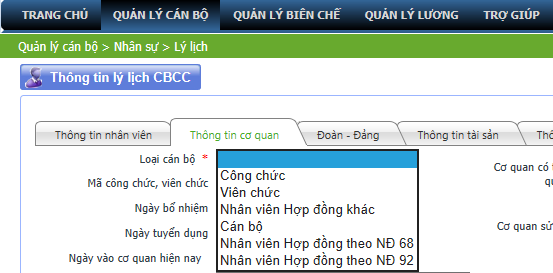 TRANG CHỦ QUẢN LÝ CÁN BỘ QUẢN LÝ BIÊN CHẾ QUẢN LÝ LƯƠNG TRỢ GIÚP
Quản lý cán bộ > Nhân sự > Lý lịch
Thông tin lý lịch CBCC
Thông tin nhân viên Thông tin cơ quan Đoàn - Đảng Thông tin tài sản
Loại cán bộ *
Cơ quan có
Công chức
Mã công chức, viên chức
Viên chức
Ngày bổ nhiệm
Nhân viên Hợp đồng khác
Cán bộ
Cơ quan
Ngày tuyển dụng
Nhân viên Hợp đồng theo NĐ 68
Ngày vào cơ quan hiện nay
Nhân viên Hợp đồng theo NĐ 92